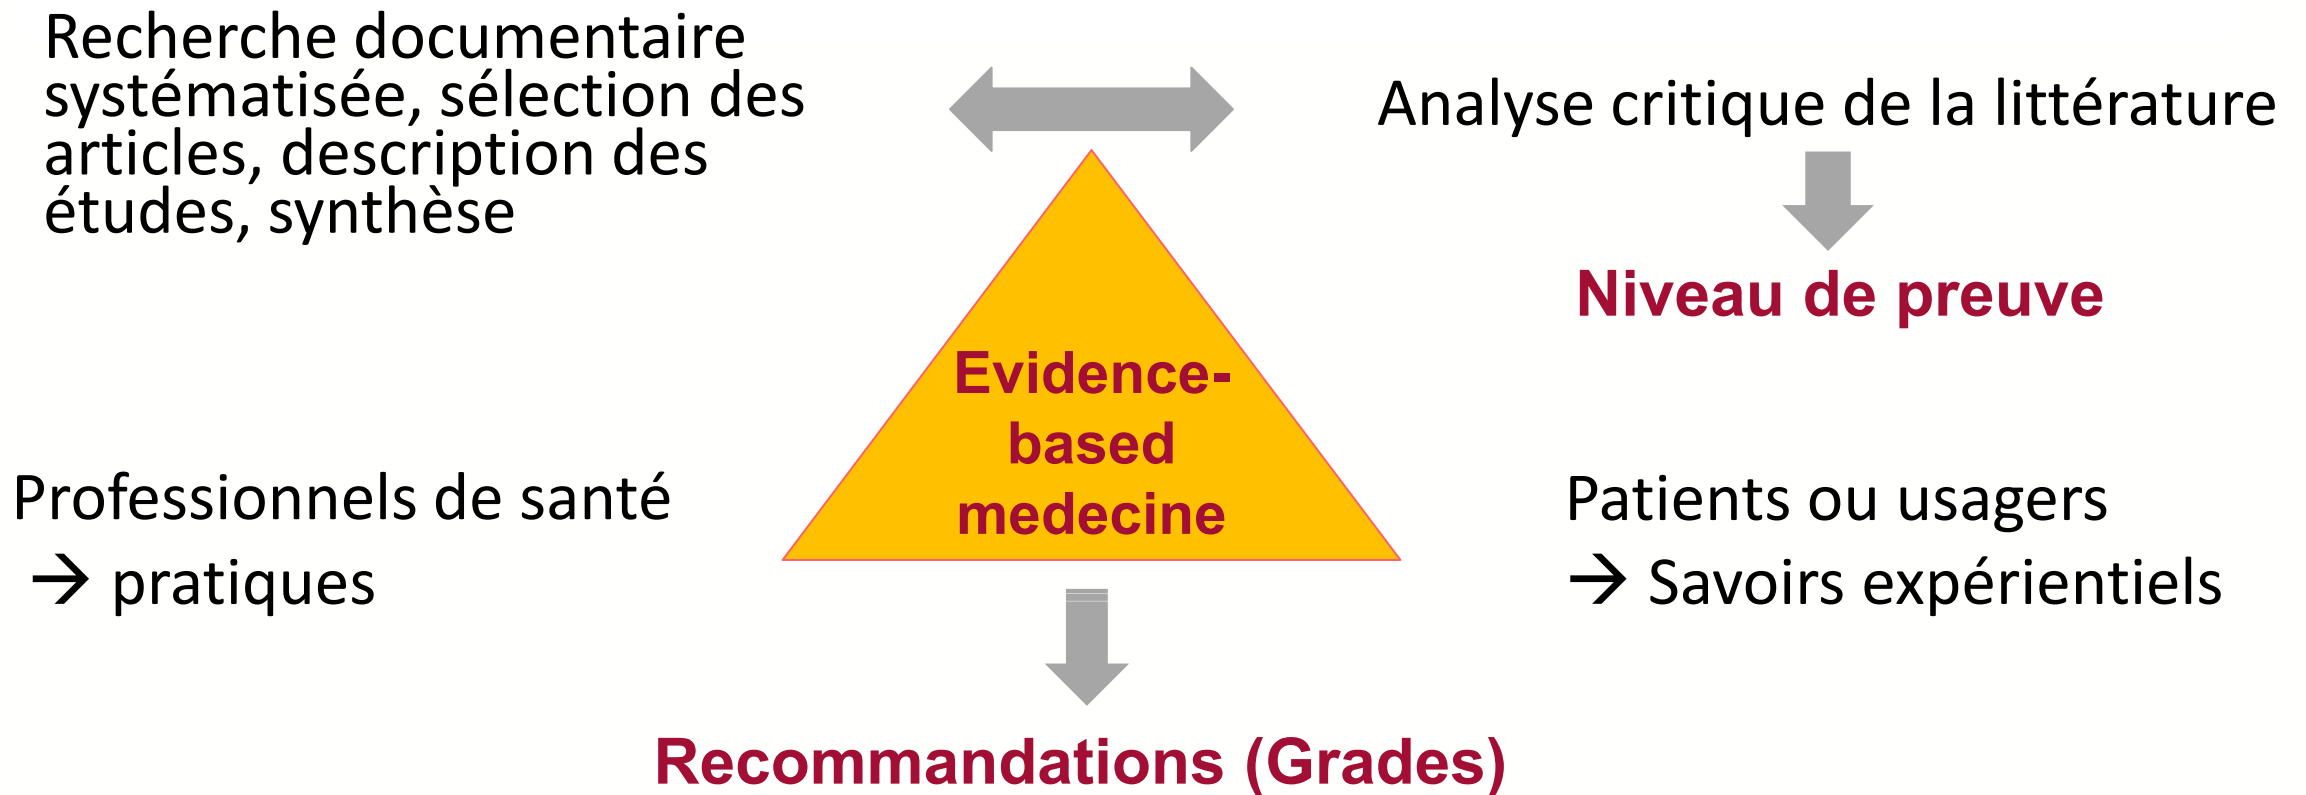 Recherche documentaire
systématisée, sélection des
articles, description des
études, synthèse
Analyse critique de la littérature
Niveau de preuve
Evidence-
based
medecine
Professionnels de santé
→ pratiques
Patients ou usagers
→ Savoirs expérientiels
Recommandations (Grades)